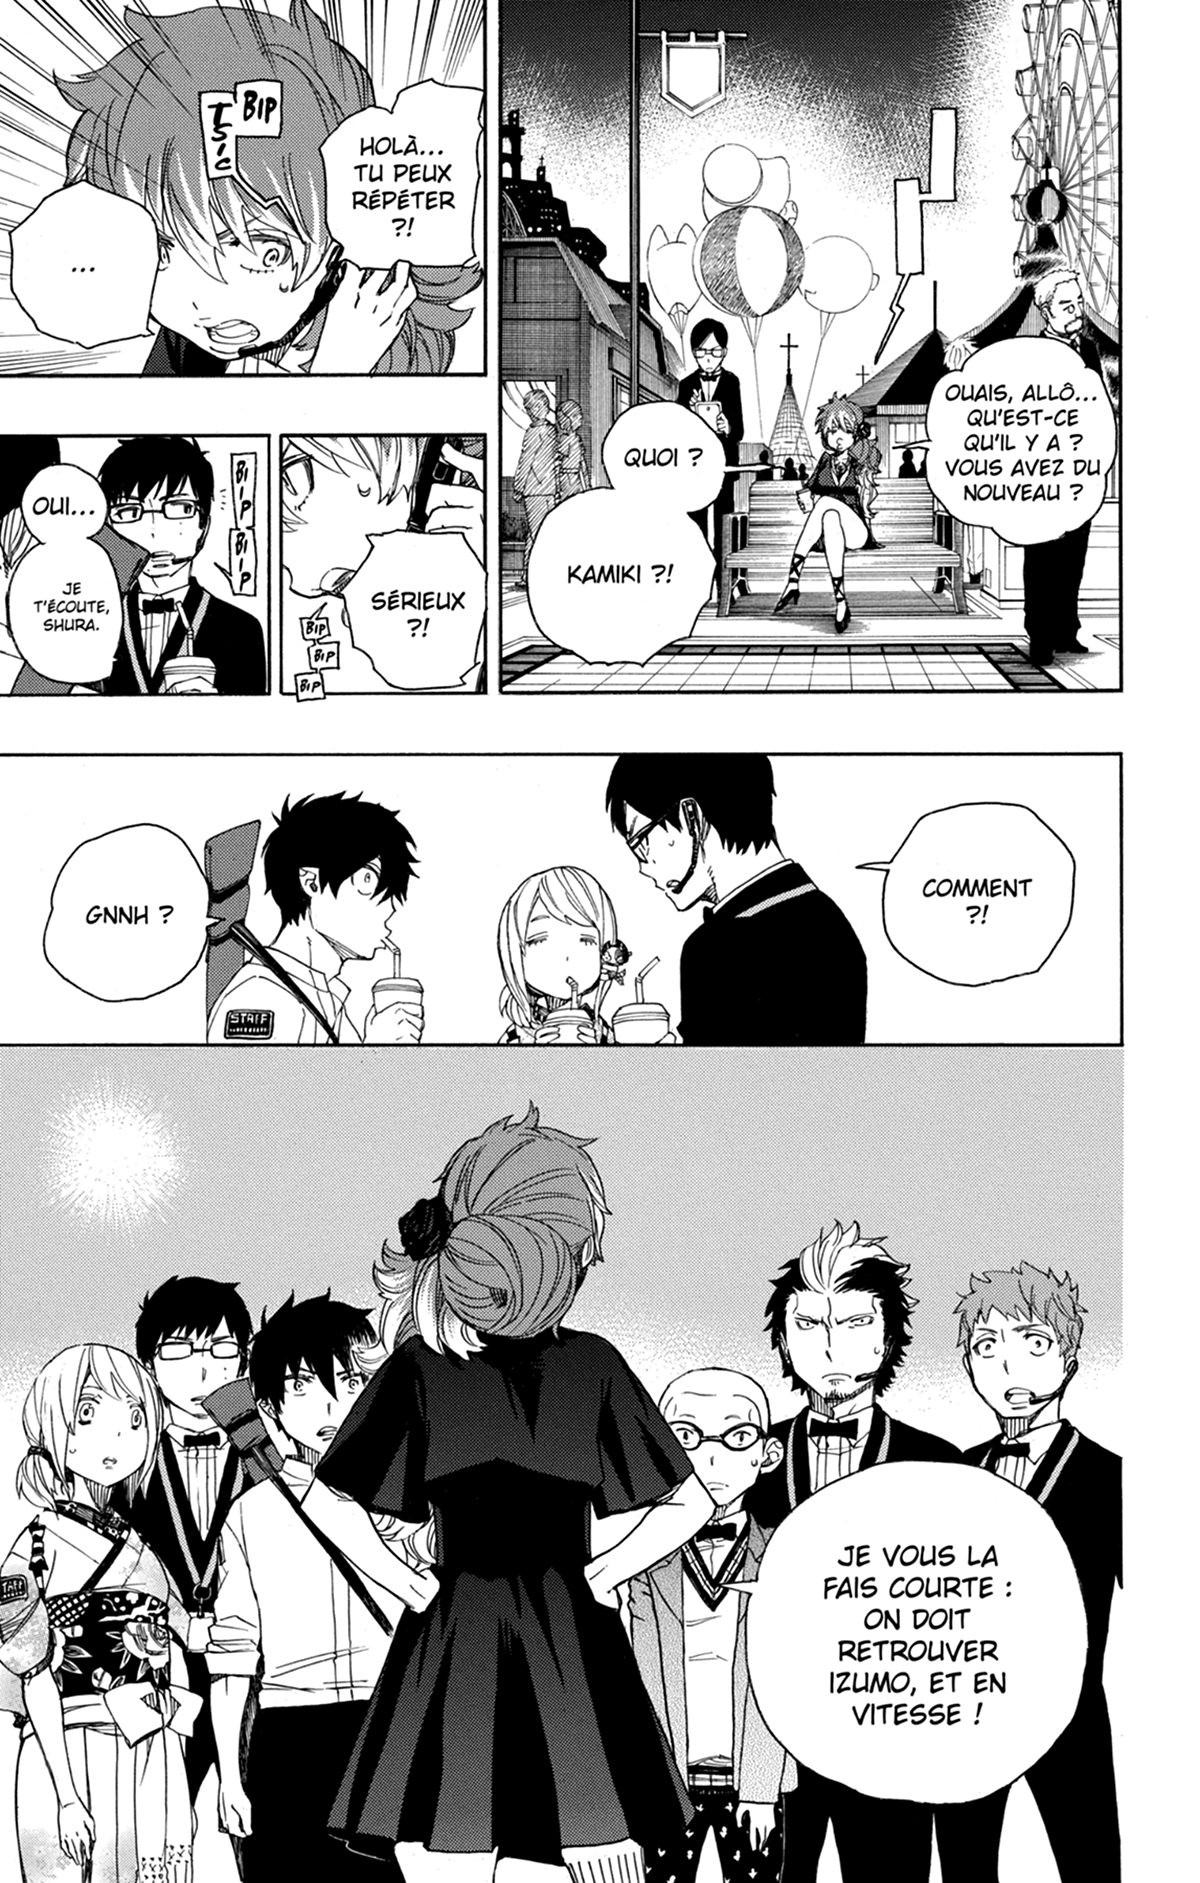 OUAIS, ALLÔ...
QU'EST-CE
QU'IL Y A ?
VOUS AVEZ DU
NOUVEAU ?
QUOI ?
KAMIKI ?!
BIP
TSIC
HOLÀ...
TU PEUX
RÉPÉTER
?!
...
SÉRIEUX
?!
BIP
BIP
BIP
BIP
BIP
OUI...
JE
T'ÉCOUTE,
SHURA.
COMMENT
?!
GNNH ?
STAFF
JE VOUS LA
FAIS COURTE :
ON DOIT
RETROUVER
IZUMO, ET EN
VITESSE !
STAFF